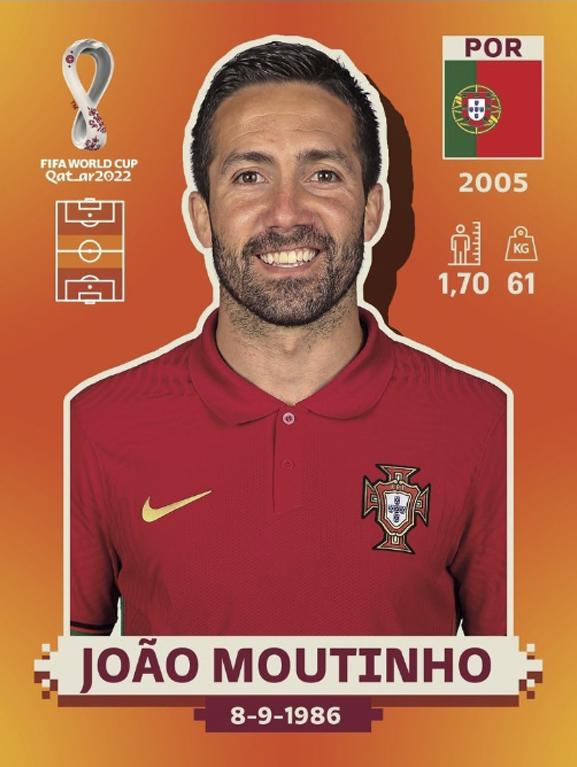 FIFA WORLD CUP
Qat_ar2022
POR
2005
KG
1,70 61
JOÃO MOUTINHO
8-9-1986